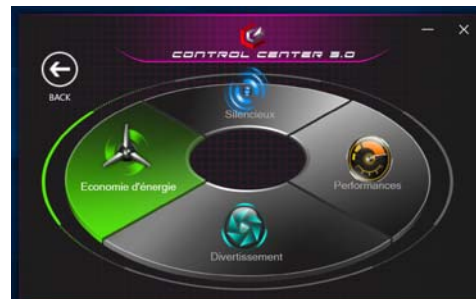 CONTROL CENTER 3.0
BACK
Silencieux
Economie d'énergie
Performances
Divertissement